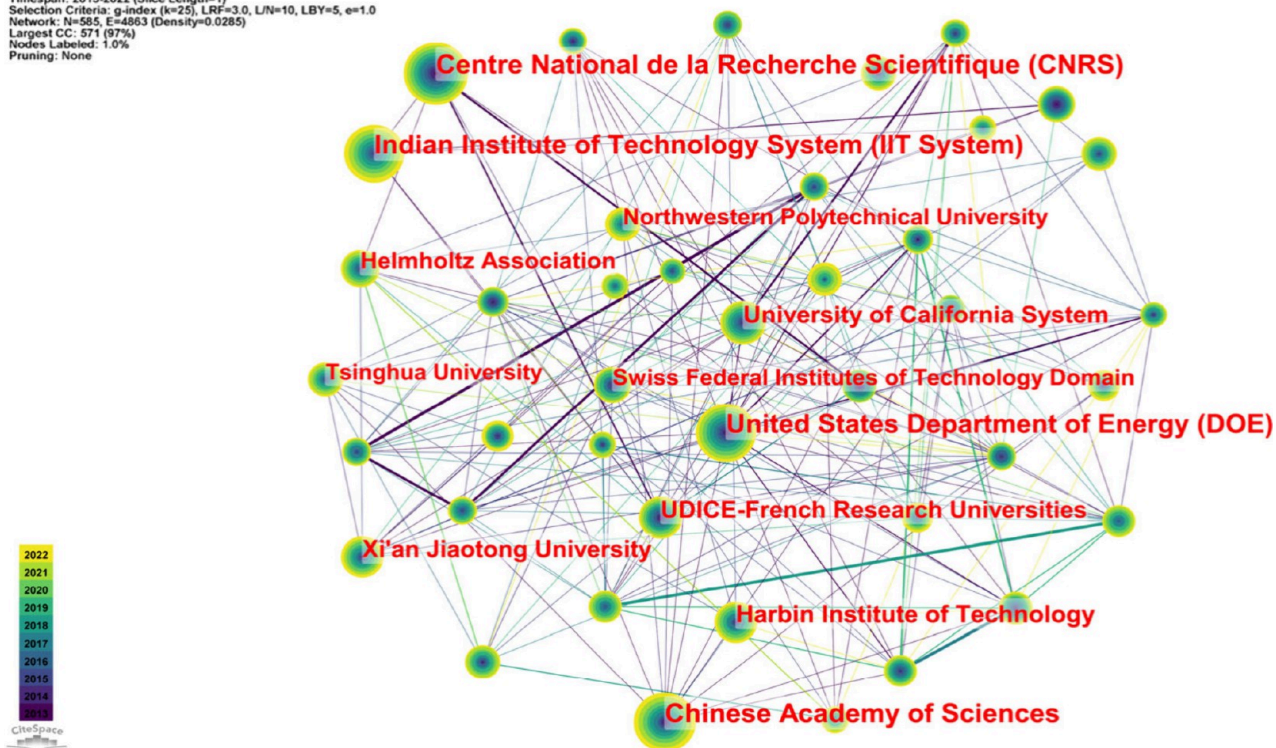 Selection Criteria: g-index (k=25), LRF=3.0, L/N=10, LBY=5, e=1.0
Network: N=585, E=4863 (Density=0.0285)
Largest CC: 571 (97%)
Nodes Labeled: 1.0%
Pruning: None
Centre National de la Recherche Scientifique (CNRS)
Indian Institute of Technology System (IIT System)
Northwestern Polytechnical University
Helmholtz Association
University of California System
Tsinghua University
Swiss Federal Institutes of Technology Domain
United States Department of Energy (DOE)
UDICE-French Research Universities
Xi'an Jiaotong University
Harbin Institute of Technology
Chinese Academy of Sciences
2022
2021
2020
2019
2018
2017
2016
2015
2014
2013
CiteSpace